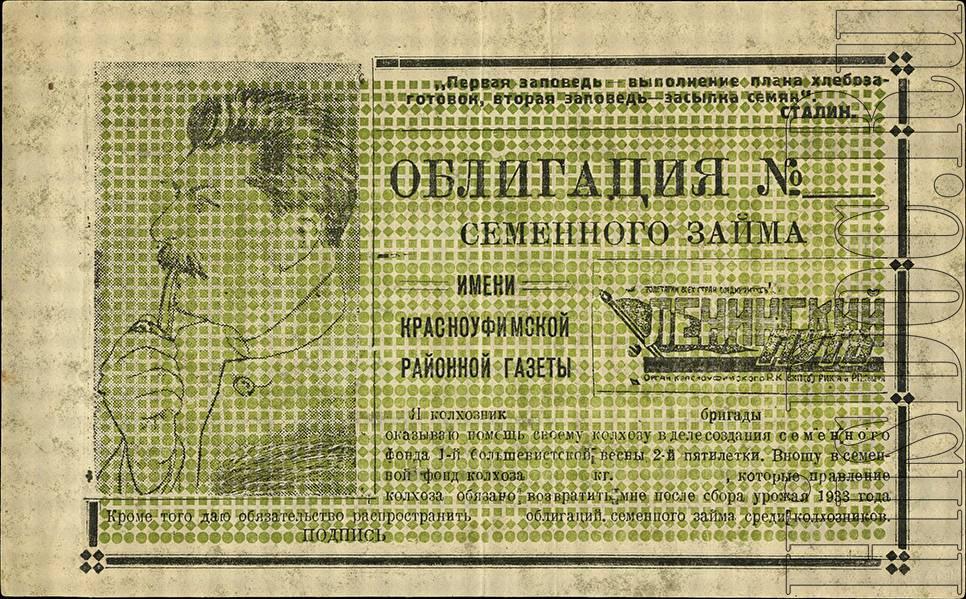 „Первая заповедь—выполнение плана хлебоза-
готовок, вторая заповедь—засыпка семян“.
СТАЛИН.
ОБЛИГАЦИЯ №
СЕМЕННОГО ЗАЙМА
ИМЕНИ
КРАСНОУФИМСКОЙ
РАЙОННОЙ ГАЗЕТЫ
ЛЕНИНСКИЙ
Я колхозник бригады
оказываю помощь своему колхозу в деле создания семенного
фонда 1-й большевистской весны 2-й пятилетки. Вношу в семен-
ной фонд колхоза кг. , которые правление
колхоза обязано возвратить мне после сбора урожая 1933 года
Кроме того даю обязательство распространить облигаций семенного займа среди колхозников.
ПОДПИСЬ